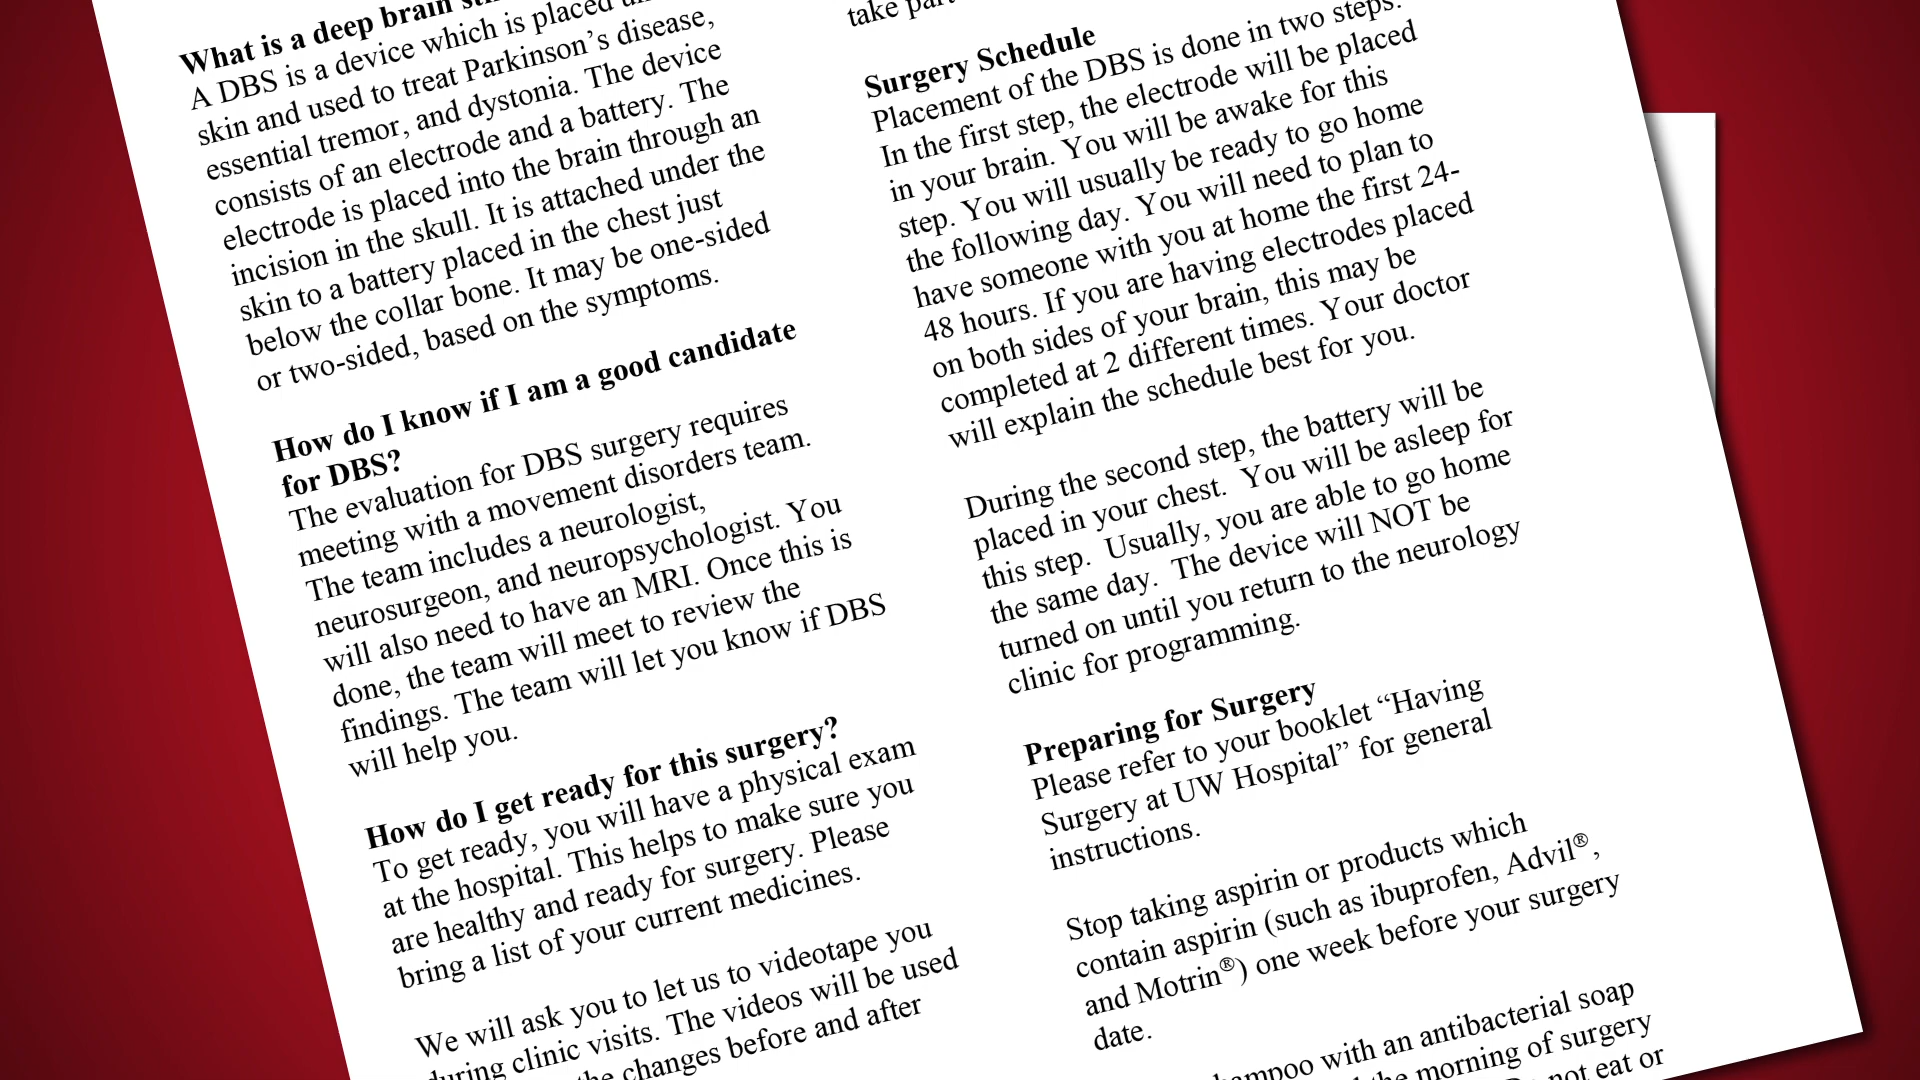 What is a deep brain
A DBS is a device which is placed
skin and used to treat Parkinson’s disease,
essential tremor, and dystonia. The device
consists of an electrode and a battery. The
electrode is placed into the brain through an
incision in the skull. It is attached under the
skin to a battery placed in the chest just
below the collar bone. It may be one-sided
or two-sided, based on the symptoms.
How do I know if I am a good candidate
for DBS?
The evaluation for DBS surgery requires
meeting with a movement disorders team.
The team includes a neurologist,
neurosurgeon, and neuropsychologist. You
will also need to have an MRI. Once this is
done, the team will meet to review the
findings. The team will let you know if DBS
will help you.
How do I get ready for this surgery?
To get ready, you will have a physical exam
at the hospital. This helps to make sure you
are healthy and ready for surgery. Please
bring a list of your current medicines.
We will ask you to let us to videotape you
during clinic visits. The videos will be used
the changes before and after
take part
Surgery Schedule
Placement of the DBS is done in two steps.
In the first step, the electrode will be placed
in your brain. You will be awake for this
step. You will usually be ready to go home
the following day. You will need to plan to
have someone with you at home the first 24-
48 hours. If you are having electrodes placed
on both sides of your brain, this may be
completed at 2 different times. Your doctor
will explain the schedule best for you.
During the second step, the battery will be
placed in your chest. You will be asleep for
this step. Usually, you are able to go home
the same day. The device will NOT be
turned on until you return to the neurology
clinic for programming.
Preparing for Surgery
Please refer to your booklet “Having
Surgery at UW Hospital” for general
instructions.
Stop taking aspirin or products which
contain aspirin (such as ibuprofen, Advil®,
and Motrin®) one week before your surgery
date.
with an antibacterial soap
the morning of surgery
not eat or